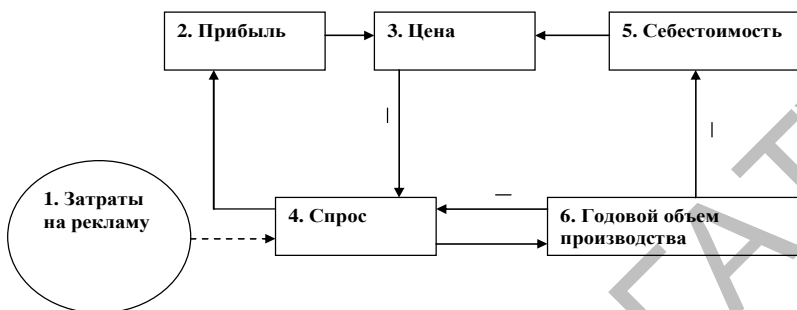 2. Прибыль
3. Цена
5. Себестоимость
1. Затраты
на рекламу
4. Спрос
6. Годовой объем
производства